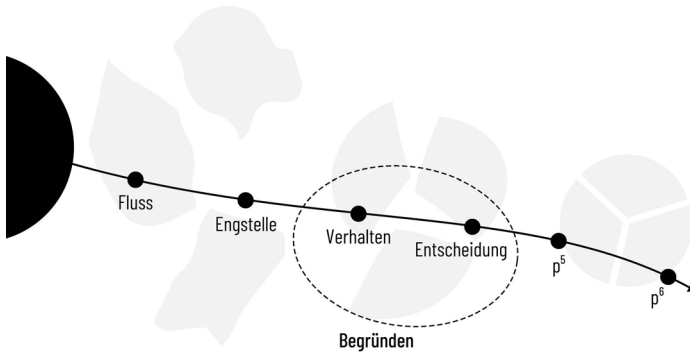 Fluss
Engstelle
Verhalten
Entscheidung
p⁵
p⁶
Begründen